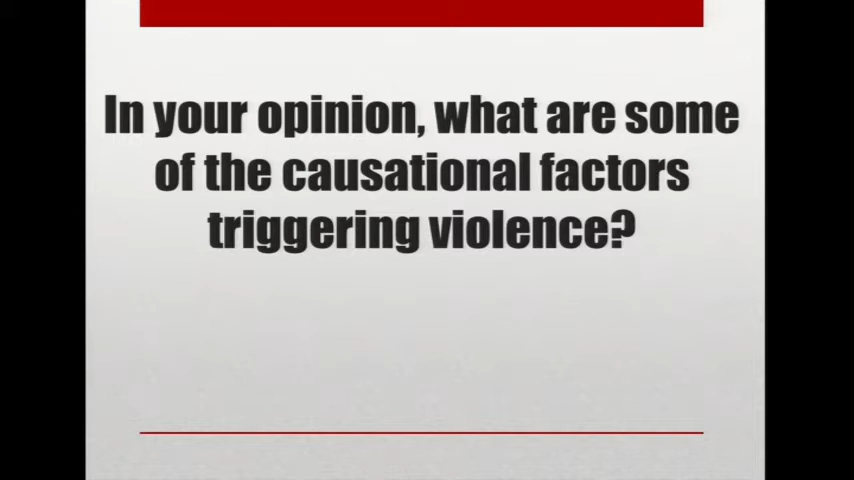 In your opinion, what are some
of the causational factors
triggering violence?